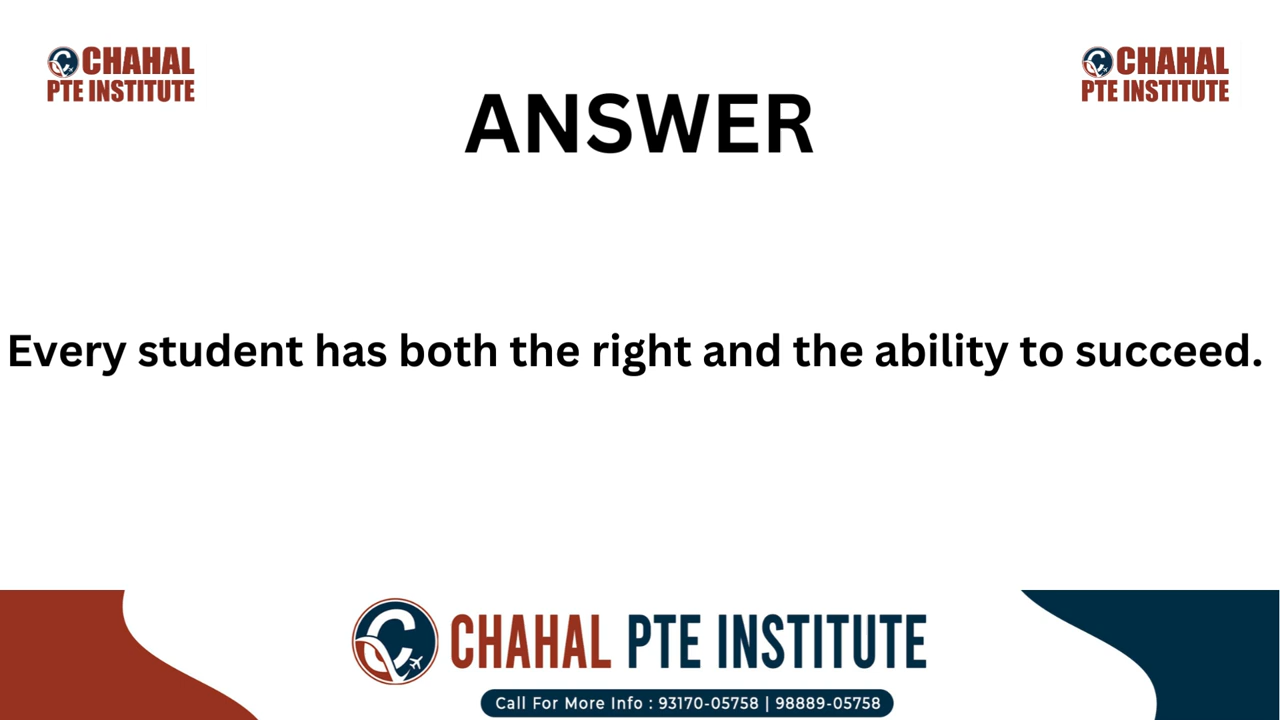 CHAHAL
PTE INSTITUTE
CHAHAL
PTE INSTITUTE
ANSWER
Every student has both the right and the ability to succeed.
CHAHAL PTE INSTITUTE
Call For More Info : 93170-05758 | 98889-05758